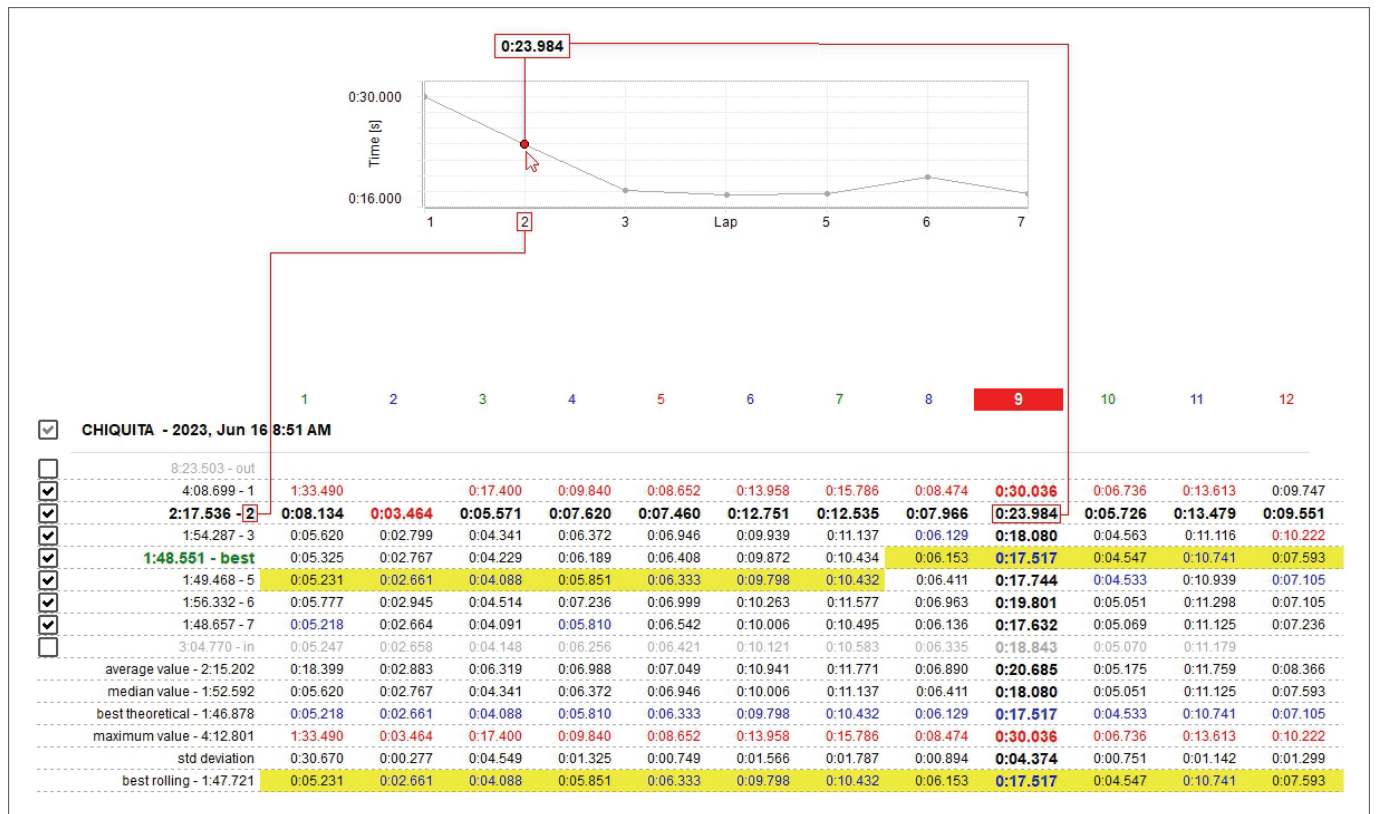 0:23.984
0:30.000
Time [s]
0:16.000
1 2 3 Lap 5 6 7
1 2 3 4 5 6 7 8 9 10 11 12
CHIQUITA - 2023, Jun 16 8:51 AM
8:23.503 - out
4:08.699 - 1 1:33.490 0:17.400 0:09.840 0:08.652 0:13.958 0:15.786 0:08.474 0:30.036 0:06.736 0:13.613 0:09.747
2:17.536 - 2 0:08.134 0:03.464 0:05.571 0:07.620 0:07.460 0:12.751 0:12.535 0:07.966 0:23.984 0:05.726 0:13.479 0:09.551
1:54.287 - 3 0:05.620 0:02.799 0:04.341 0:06.372 0:06.946 0:09.939 0:11.137 0:06.129 0:18.080 0:04.563 0:11.116 0:10.222
1:48.551 - best 0:05.325 0:02.767 0:04.229 0:06.189 0:06.408 0:09.872 0:10.434 0:06.153 0:17.517 0:04.547 0:10.741 0:07.593
1:49.468 - 5 0:05.231 0:02.661 0:04.088 0:05.851 0:06.333 0:09.798 0:10.432 0:06.411 0:17.744 0:04.533 0:10.939 0:07.105
1:56.332 - 6 0:05.777 0:02.945 0:04.514 0:07.236 0:06.999 0:10.263 0:11.577 0:06.963 0:19.801 0:05.051 0:11.298 0:07.105
1:48.657 - 7 0:05.218 0:02.664 0:04.091 0:05.810 0:06.542 0:10.006 0:10.495 0:06.136 0:17.632 0:05.069 0:11.125 0:07.236
3:04.770 - in 0:05.247 0:02.658 0:04.148 0:06.256 0:06.421 0:10.121 0:10.583 0:06.335 0:18.843 0:05.070 0:11.179
average value - 2:15.202 0:18.399 0:02.883 0:06.319 0:06.988 0:07.049 0:10.941 0:11.771 0:06.890 0:20.685 0:05.175 0:11.759 0:08.366
median value - 1:52.592 0:05.620 0:02.767 0:04.341 0:06.372 0:06.946 0:10.006 0:11.137 0:06.411 0:18.080 0:05.051 0:11.125 0:07.593
best theoretical - 1:46.878 0:05.218 0:02.661 0:04.088 0:05.810 0:06.333 0:09.798 0:10.432 0:06.129 0:17.517 0:04.533 0:10.741 0:07.105
maximum value - 4:12.801 1:33.490 0:03.464 0:17.400 0:09.840 0:08.652 0:13.958 0:15.786 0:08.474 0:30.036 0:06.736 0:13.613 0:10.222
std deviation 0:30.670 0:00.277 0:04.549 0:01.325 0:00.749 0:01.566 0:01.787 0:00.894 0:04.374 0:00.751 0:01.142 0:01.299
best rolling - 1:47.721 0:05.231 0:02.661 0:04.088 0:05.851 0:06.333 0:09.798 0:10.432 0:06.153 0:17.517 0:04.547 0:10.741 0:07.593